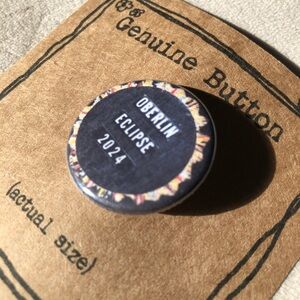 Genuine Button
OBERLIN
ECLIPSE
2024
(actual size)